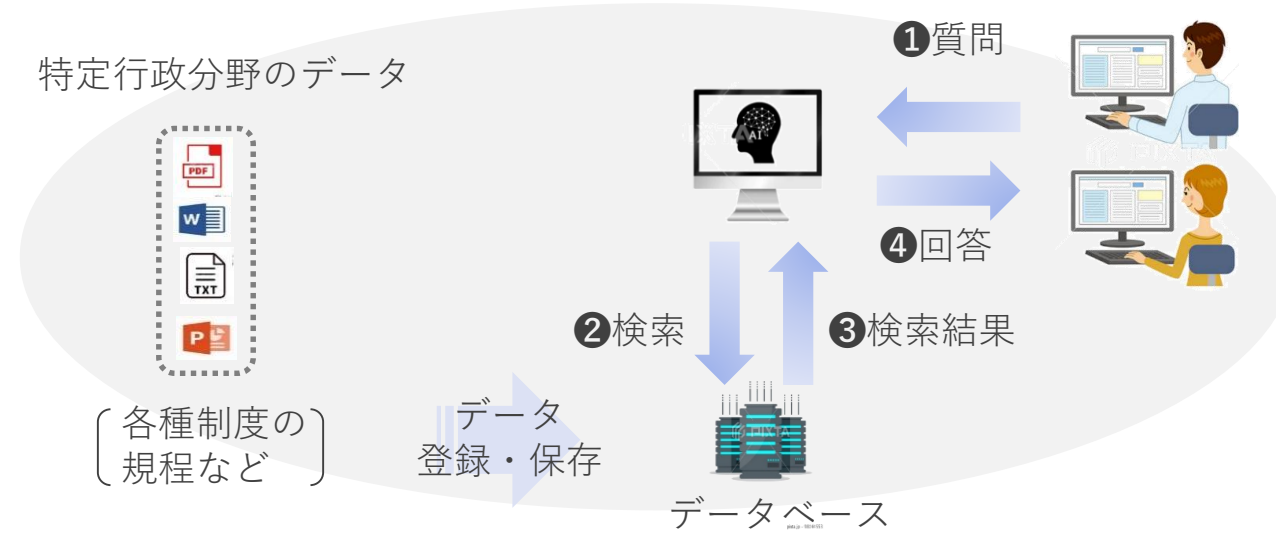 ❶質問
特定行政分野のデータ
AI
PDF
W
TXT
P
❹回答
❷検索
❸検索結果
各種制度の
規程など
データ
登録・保存
データベース